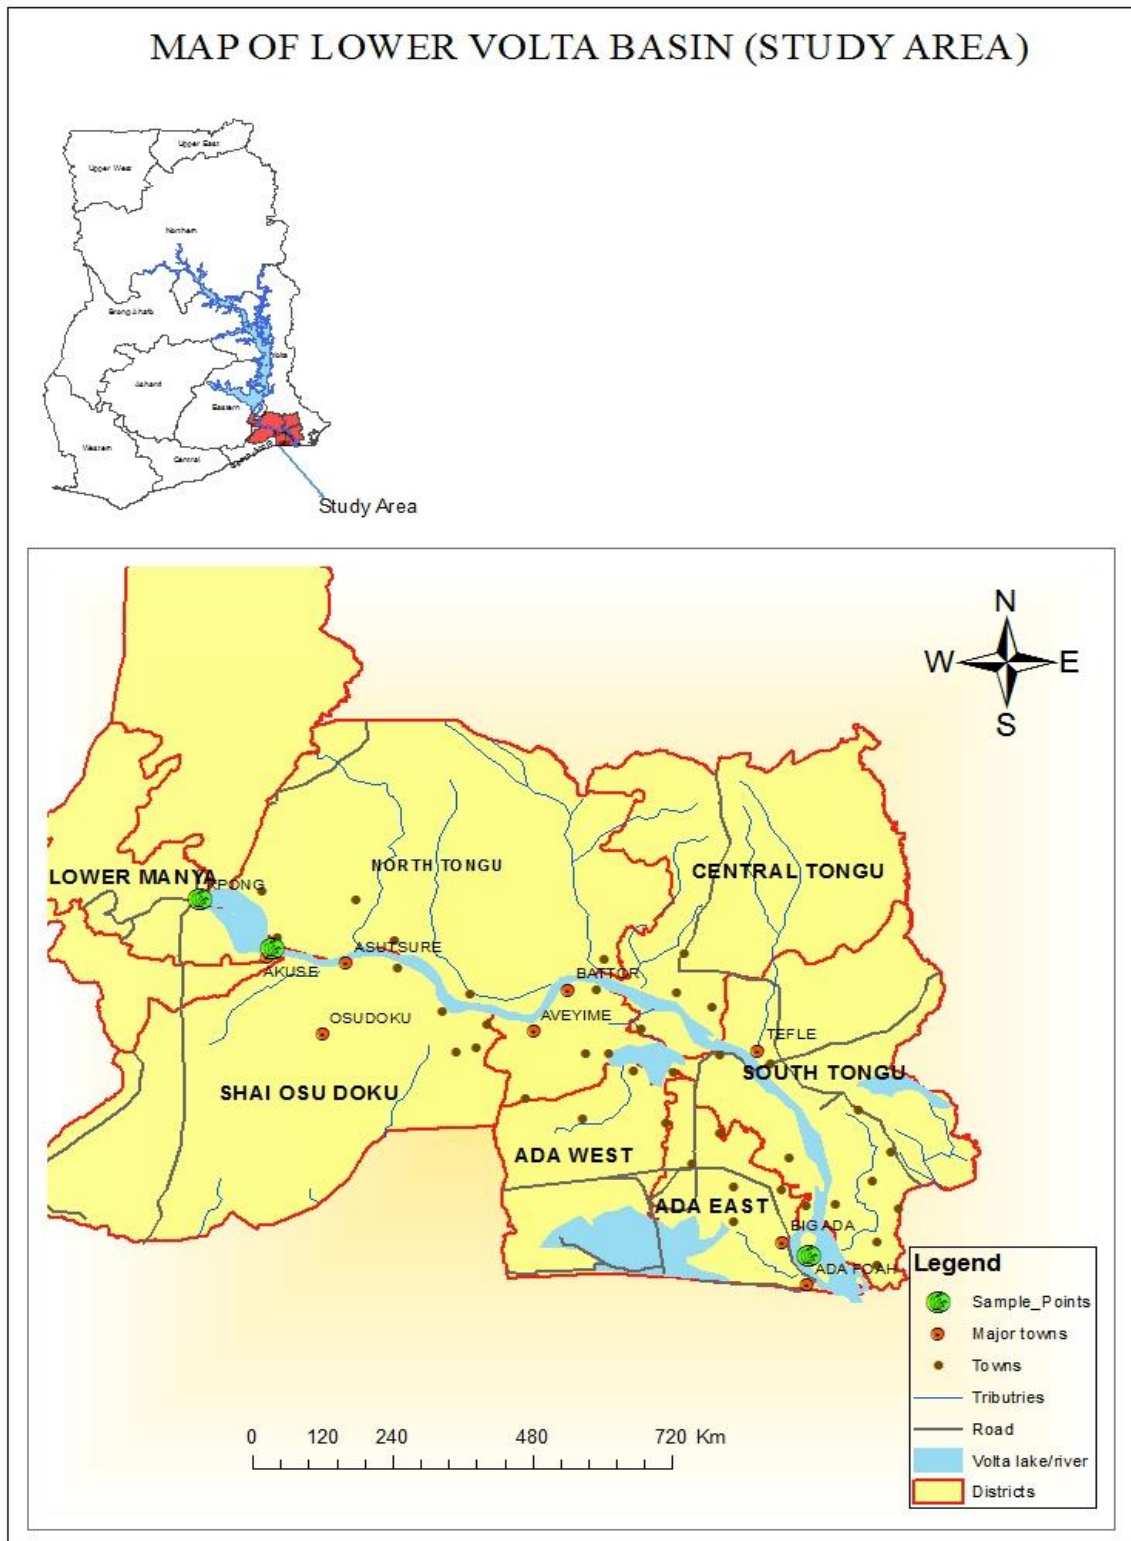 MAP OF LOWER VOLTA BASIN (STUDY AREA)
Upper East
Upper West
Northern
Brong Ahafo
Volta
Ashanti
Eastern
Western
Central
Study Area
N
W E
S
LOWER MANYA
KPONG
NORTH TONGU
CENTRAL TONGU
ASUTSURE
AKUSE
BATTOR
OSUDOKU
AVEYIME
TEFLE
SOUTH TONGU
SHAI OSU DOKU
ADA WEST
ADA EAST
BIG ADA
ADA FOAH
Legend
Sample_Points
Major towns
Towns
Tributries
Road
Volta lake/river
Districts
0 120 240 480 720 Km